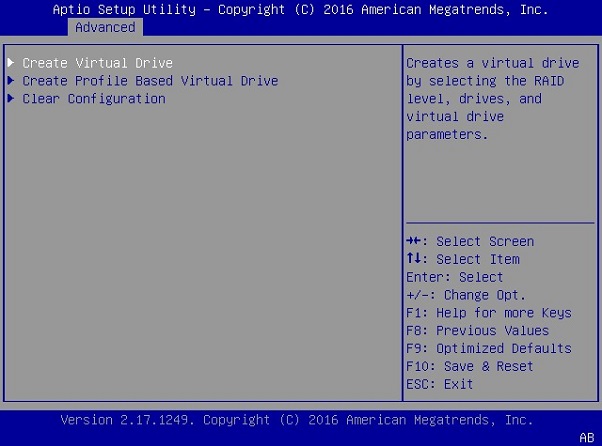 Aptio Setup Utility – Copyright (C) 2016 American Megatrends, Inc.
Advanced
Create Virtual Drive
Create Profile Based Virtual Drive
Clear Configuration
Creates a virtual drive
by selecting the RAID
level, drives, and
virtual drive
parameters.
→←: Select Screen
↑↓: Select Item
Enter: Select
+/-: Change Opt.
F1: Help for more Keys
F8: Previous Values
F9: Optimized Defaults
F10: Save & Reset
ESC: Exit
Version 2.17.1249. Copyright (C) 2016 American Megatrends, Inc.
AB